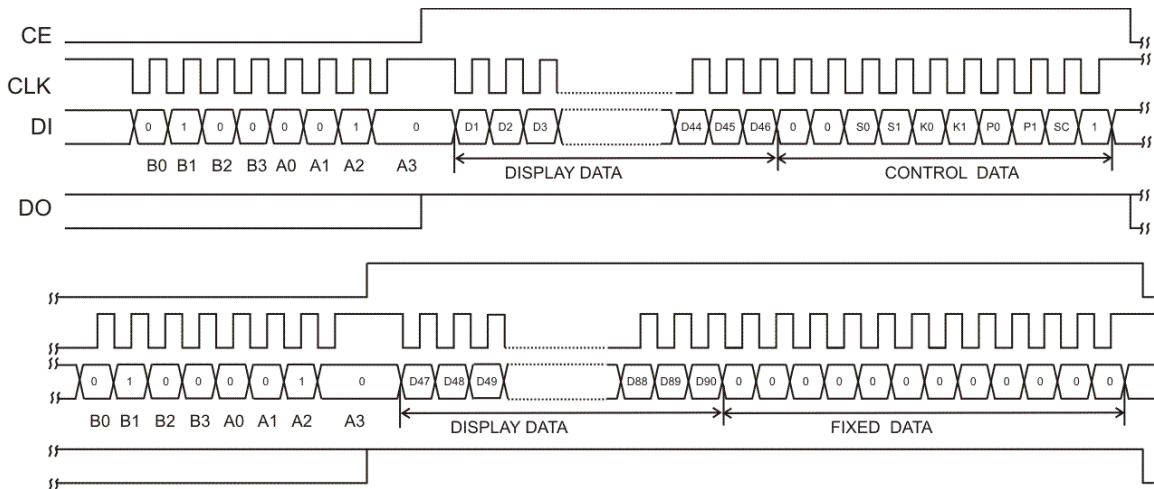 CE
CLK
DI 0 1 0 0 0 0 1 0 D1 D2 D3 D44 D45 D46 0 0 S0 S1 K0 K1 P0 P1 SC 1
B0 B1 B2 B3 A0 A1 A2 A3 DISPLAY DATA CONTROL DATA
DO
0 1 0 0 0 0 1 0 D47 D48 D49 D88 D89 D90 0 0 0 0 0 0 0 0 0 0 0 0
B0 B1 B2 B3 A0 A1 A2 A3 DISPLAY DATA FIXED DATA